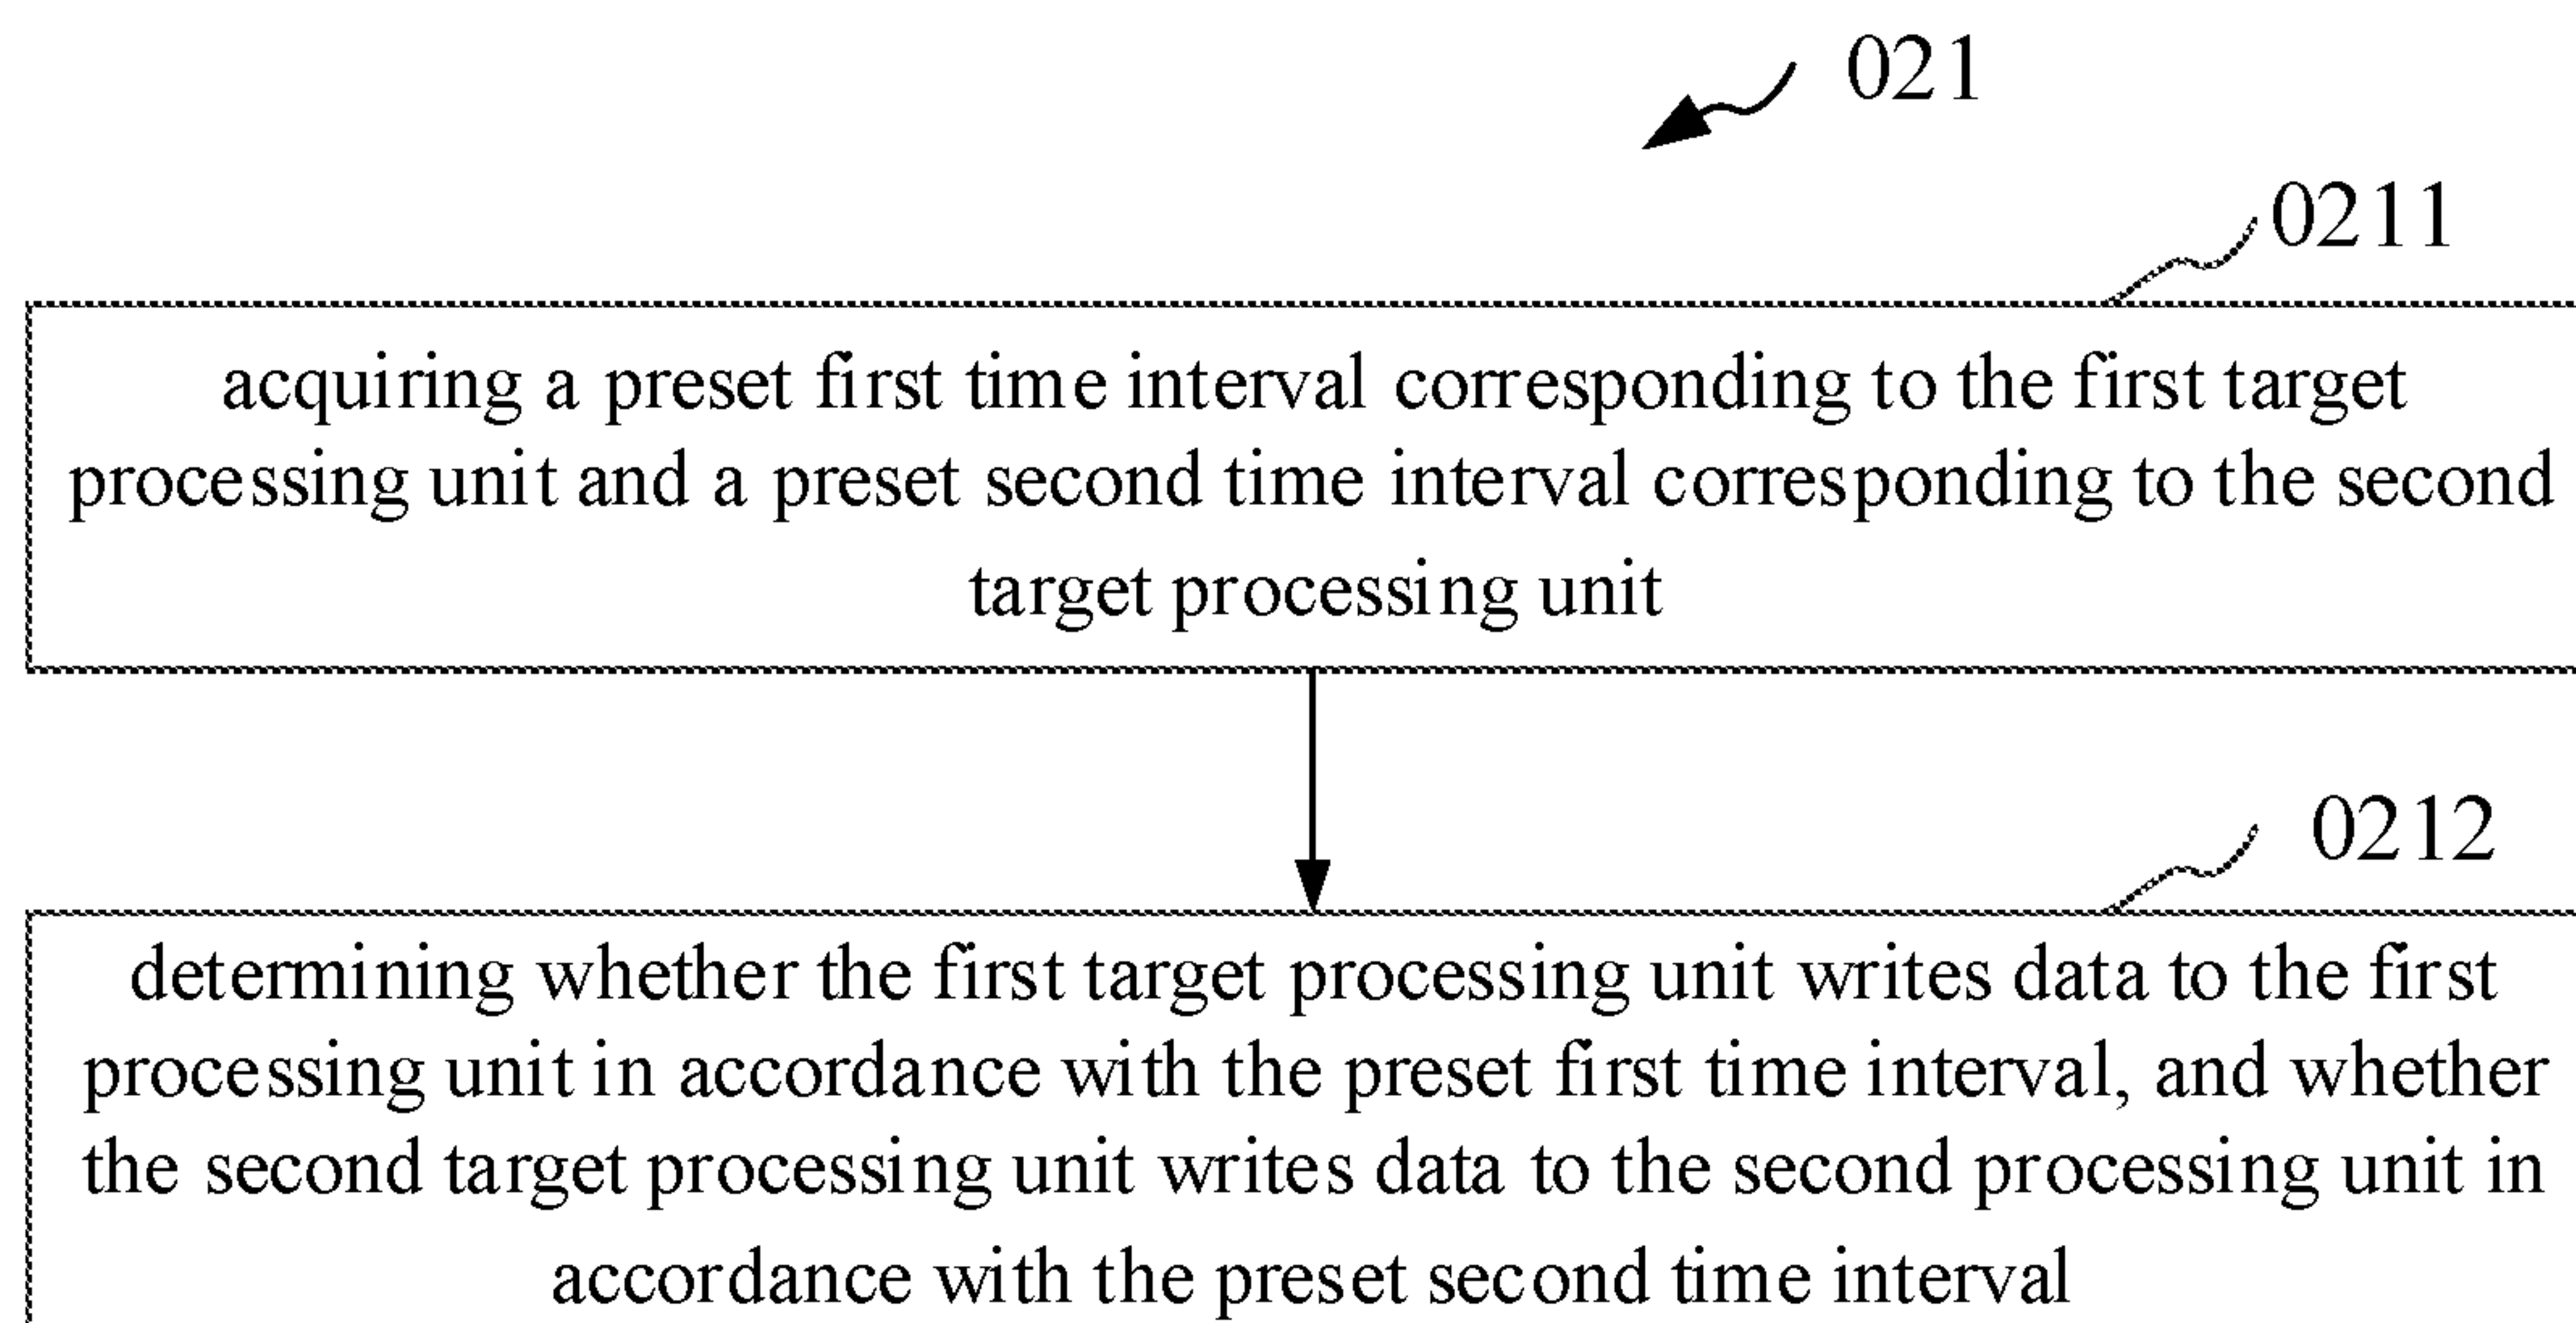 021
0211
acquiring a preset first time interval corresponding to the first target
processing unit and a preset second time interval corresponding to the second
target processing unit
0212
determining whether the first target processing unit writes data to the first
processing unit in accordance with the preset first time interval, and whether
the second target processing unit writes data to the second processing unit in
accordance with the preset second time interval